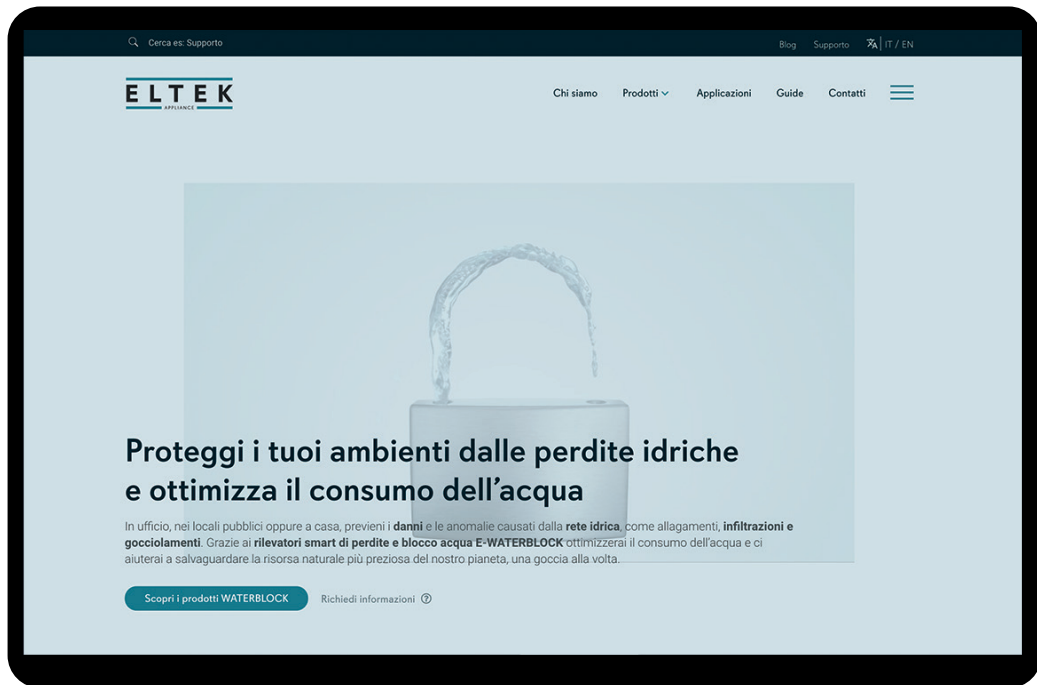 Cerca es: Supporto
Blog
Supporto
IT / EN
ELTEK
APPLIANCE
Chi siamo
Prodotti
Applicazioni
Guide
Contatti
Proteggi i tuoi ambienti dalle perdite idriche
e ottimizza il consumo dell'acqua
In ufficio, nei locali pubblici oppure a casa, previeni i danni e le anomalie causati dalla rete idrica, come allagamenti, infiltrazioni e
gocciolamenti. Grazie ai rilevatori smart di perdite e blocco acqua E-WATERBLOCK ottimizzerai il consumo dell'acqua e ci
aiuterai a salvaguardare la risorsa naturale più preziosa del nostro pianeta, una goccia alla volta.
Scopri i prodotti WATERBLOCK
Richiedi informazioni